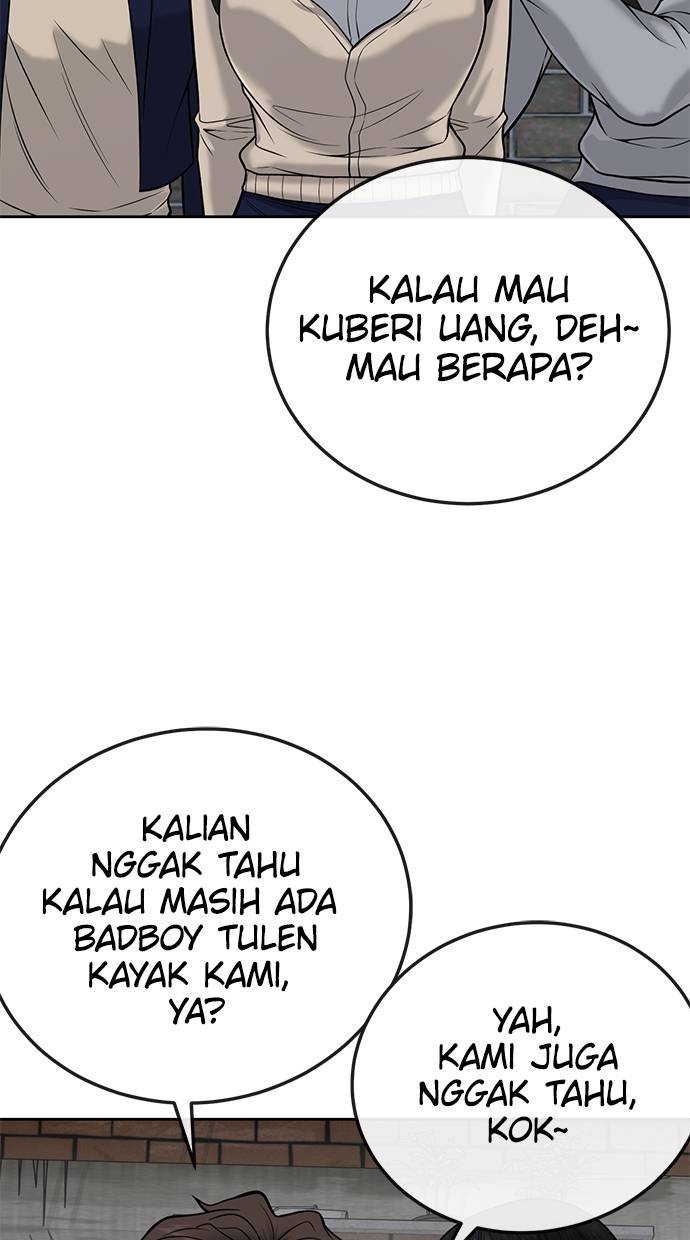 KALAU MAU
KUBERI UANG, DEH~
MAU BERAPA?
KALIAN
NGGAK TAHU
KALAU MASIH ADA
BADBOY TULEN
KAYAK KAMI,
YA?
YAH,
KAMI JUGA
NGGAK TAHU,
KOK~